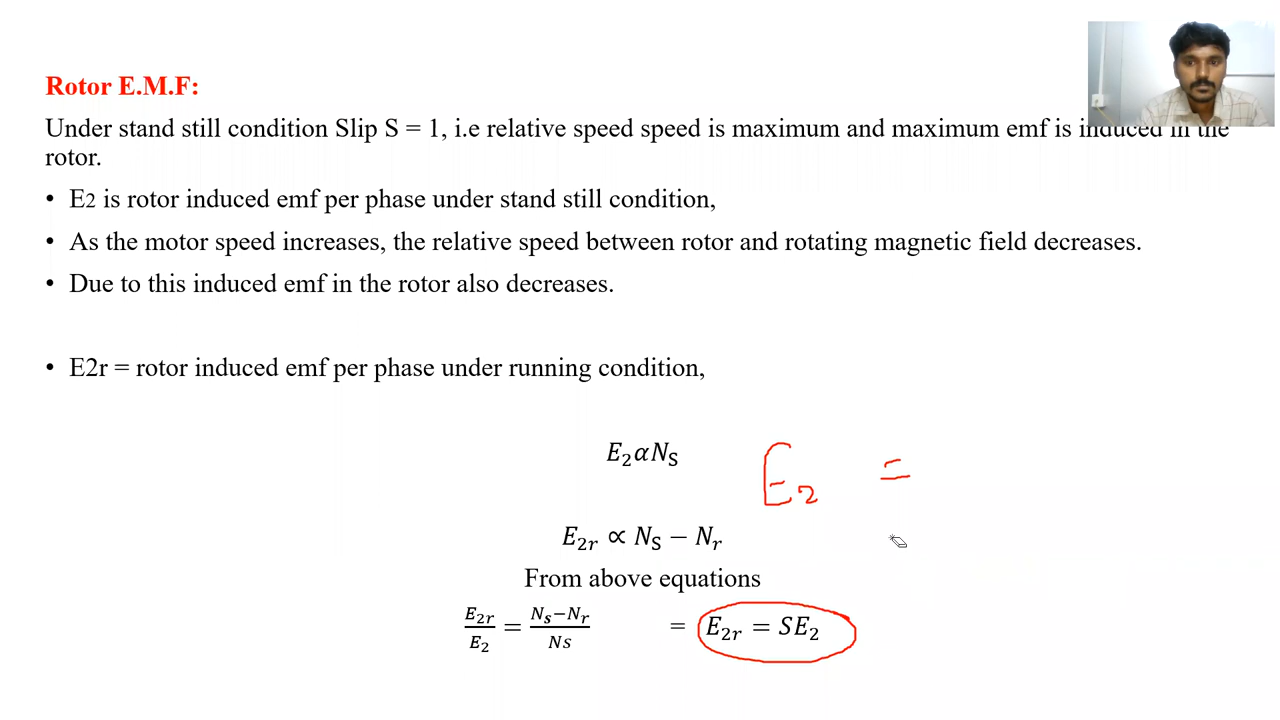 Rotor E.M.F:
Under stand still condition Slip S = 1, i.e relative speed speed is maximum and maximum emf is induced in the
rotor.
• E2 is rotor induced emf per phase under stand still condition,
• As the motor speed increases, the relative speed between rotor and rotating magnetic field decreases.
• Due to this induced emf in the rotor also decreases.
• E2r = rotor induced emf per phase under running condition,
E₂αN_S
E₂ =
E₂ᵣ ∝ N_S − Nᵣ
From above equations
E₂ᵣ/E₂ = (N_s−N_r)/Ns = E₂ᵣ = SE₂